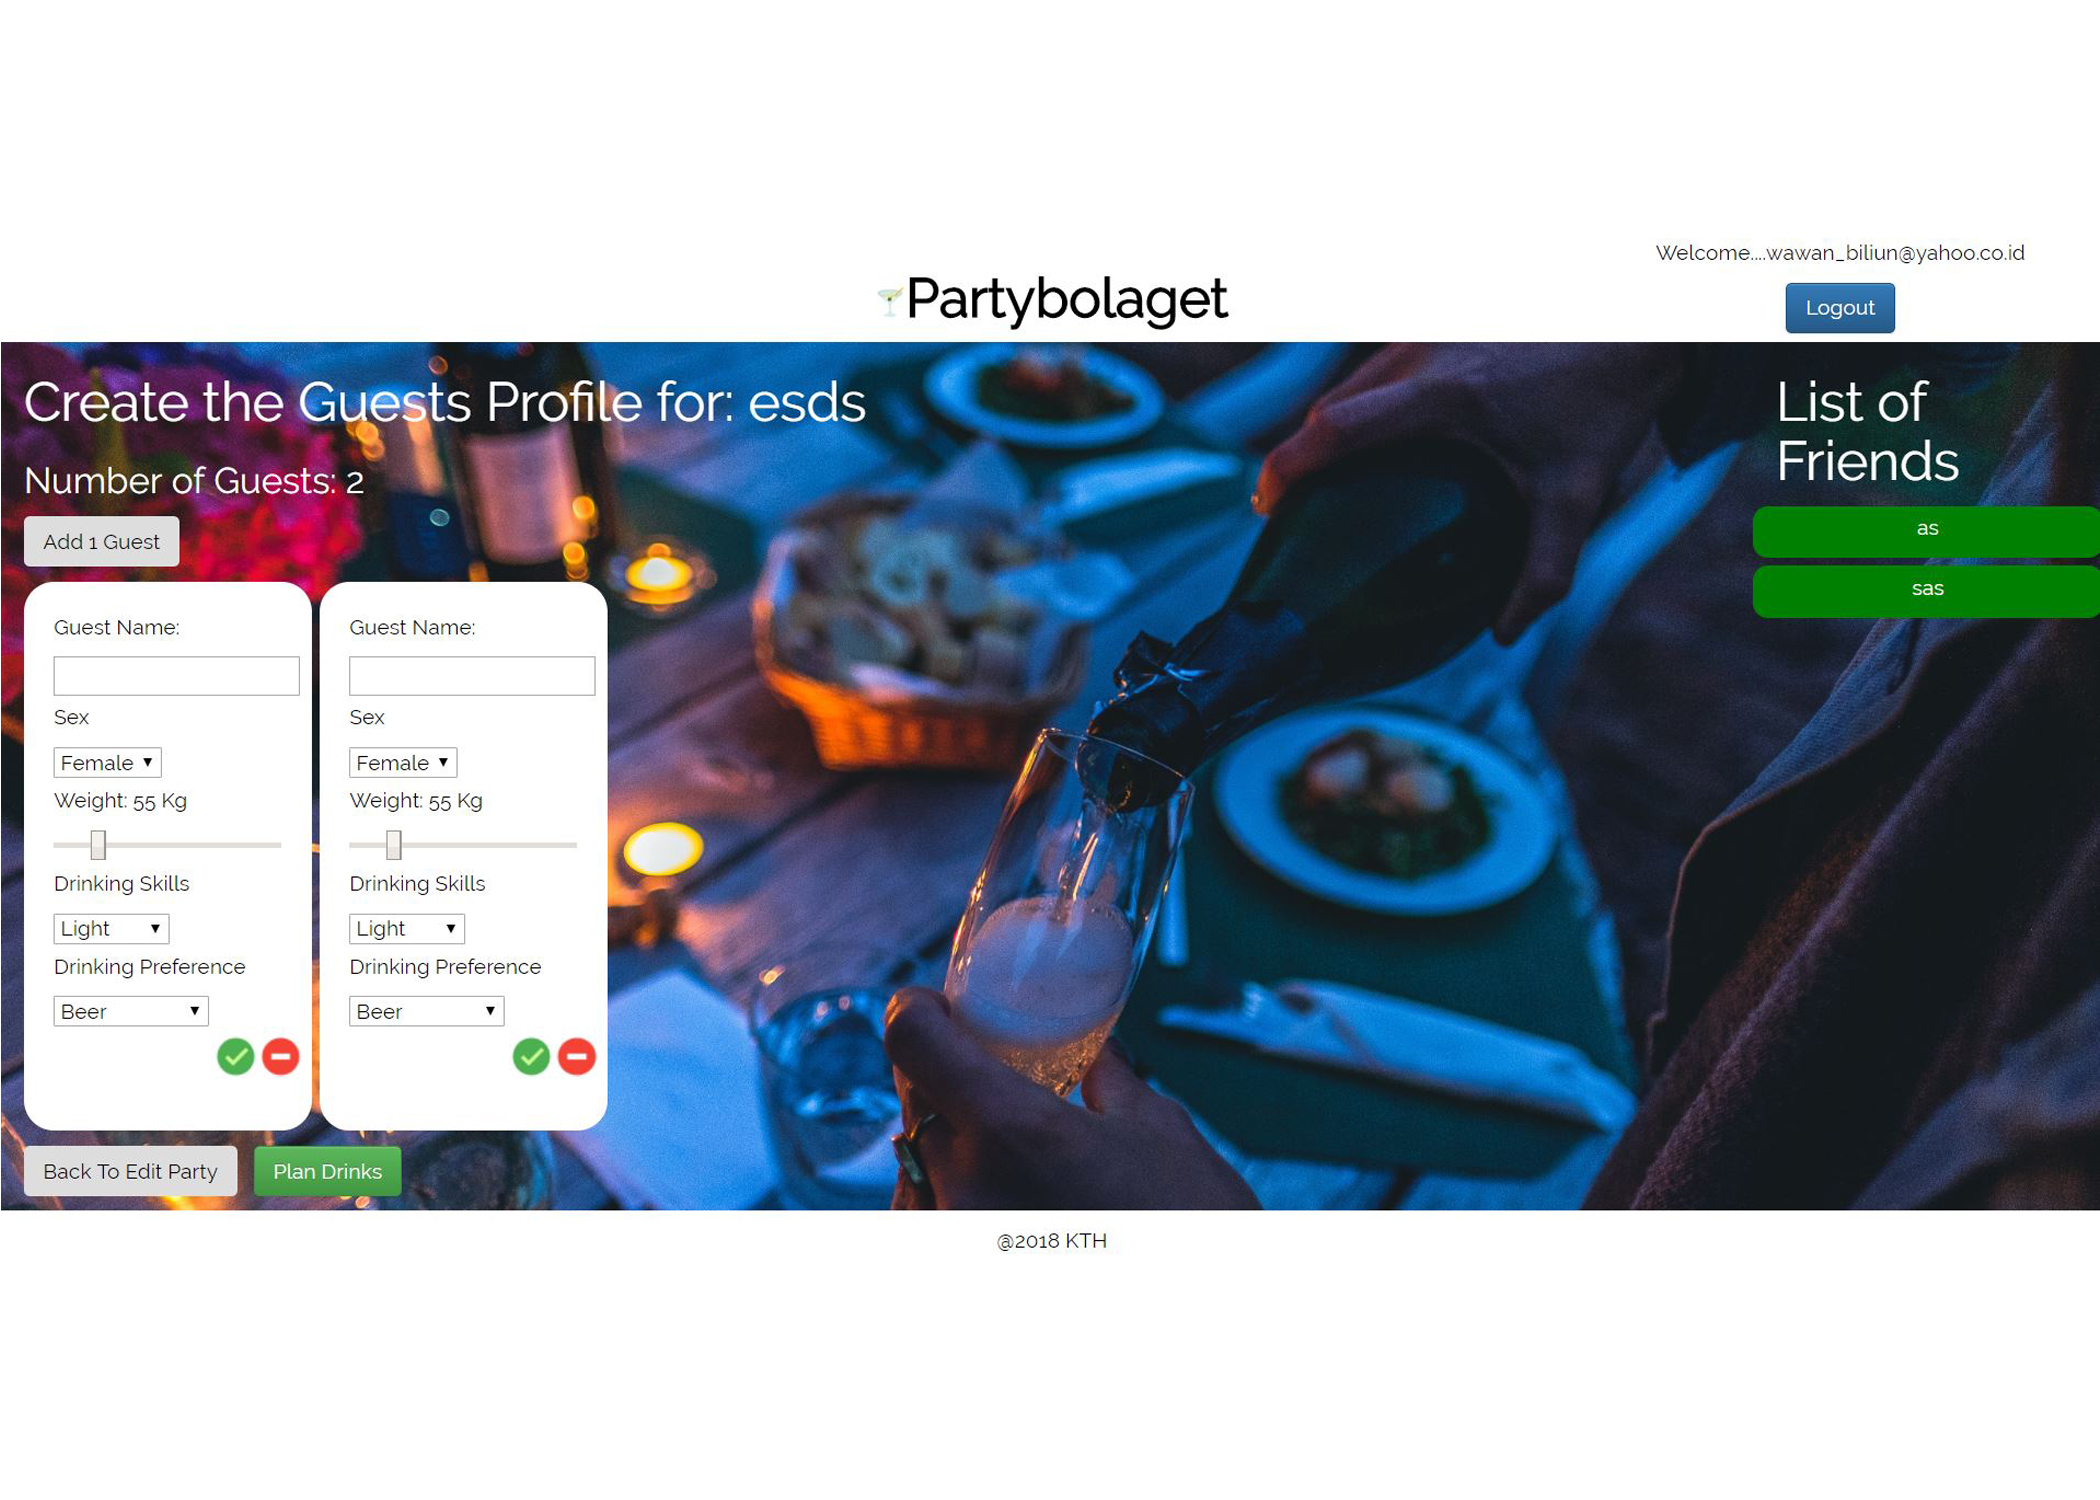 Welcome....wawan_biliun@yahoo.co.id
Partybolaget
Logout
Create the Guests Profile for: esds
Number of Guests: 2
Add 1 Guest
Guest Name:
Sex
Female
Weight: 55 Kg
Drinking Skills
Light
Drinking Preference
Beer
Guest Name:
Sex
Female
Weight: 55 Kg
Drinking Skills
Light
Drinking Preference
Beer
Back To Edit Party
Plan Drinks
List of
Friends
as
sas
@2018 KTH